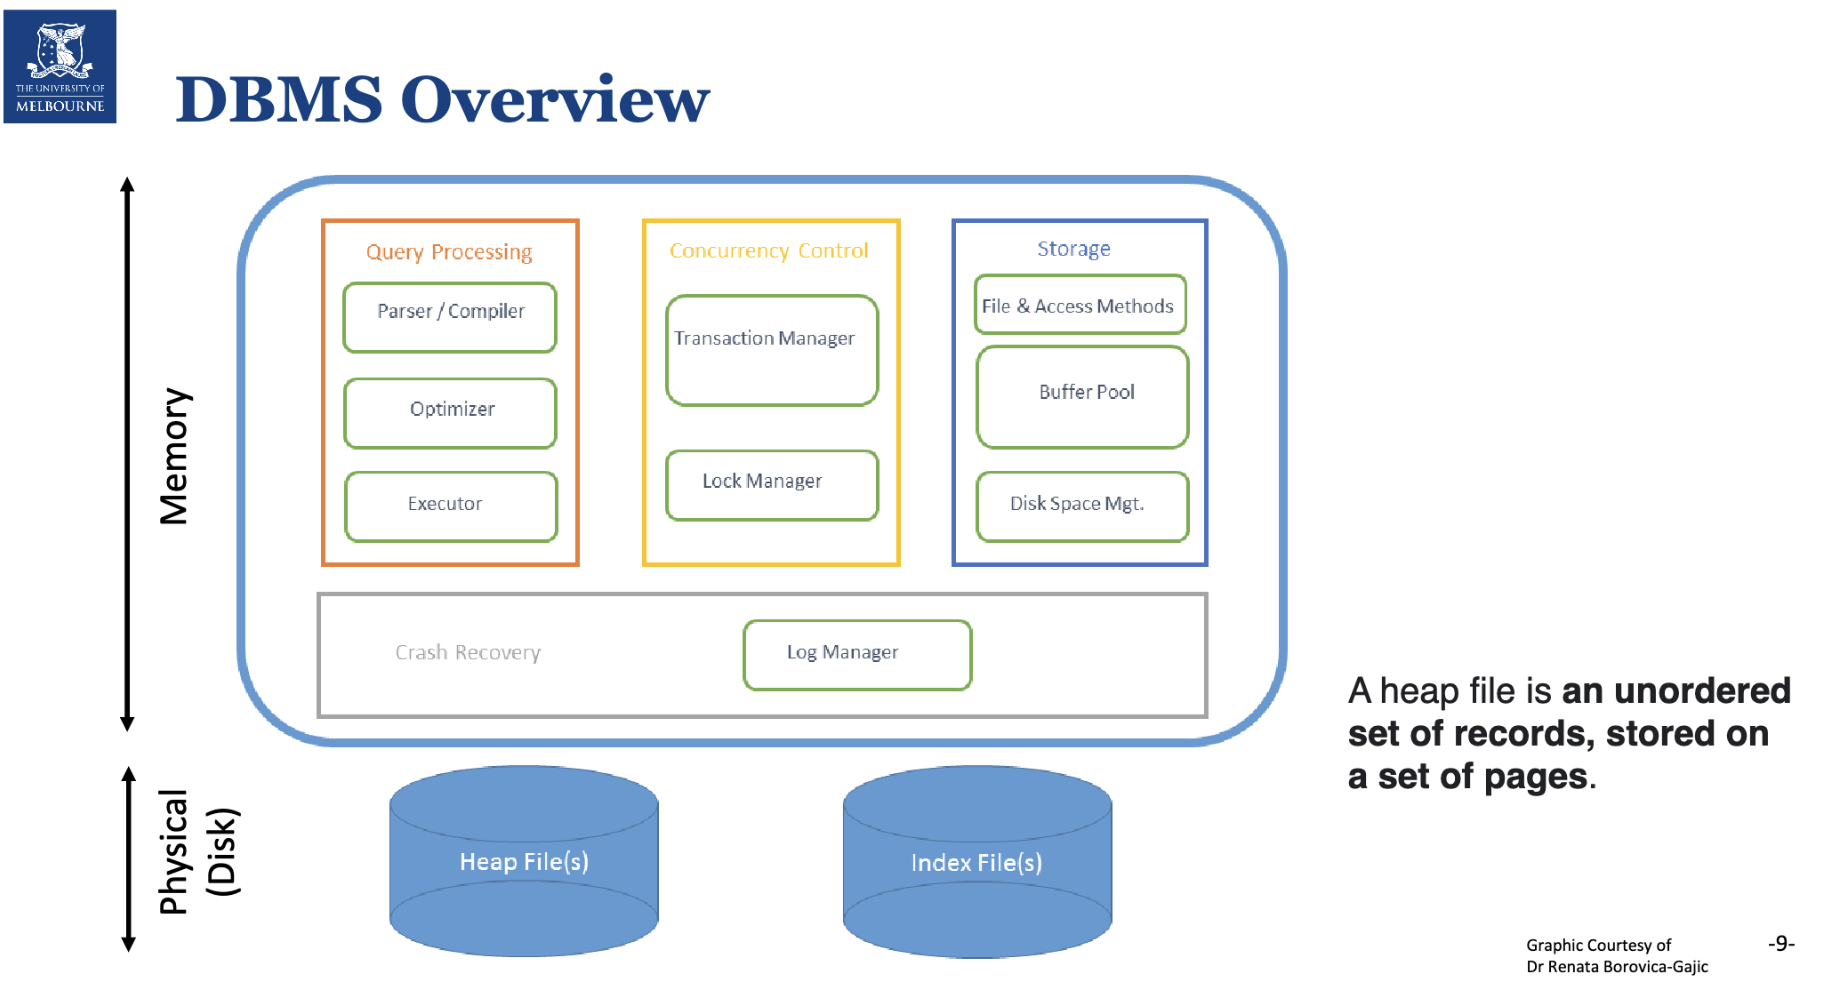 THE UNIVERSITY OF
MELBOURNE
DBMS Overview
Memory
Query Processing
Parser / Compiler
Optimizer
Executor
Concurrency Control
Transaction Manager
Lock Manager
Storage
File & Access Methods
Buffer Pool
Disk Space Mgt.
Crash Recovery
Log Manager
Physical
(Disk)
Heap File(s)
Index File(s)
A heap file is an unordered
set of records, stored on
a set of pages.
Graphic Courtesy of
Dr Renata Borovica-Gajic
-9-